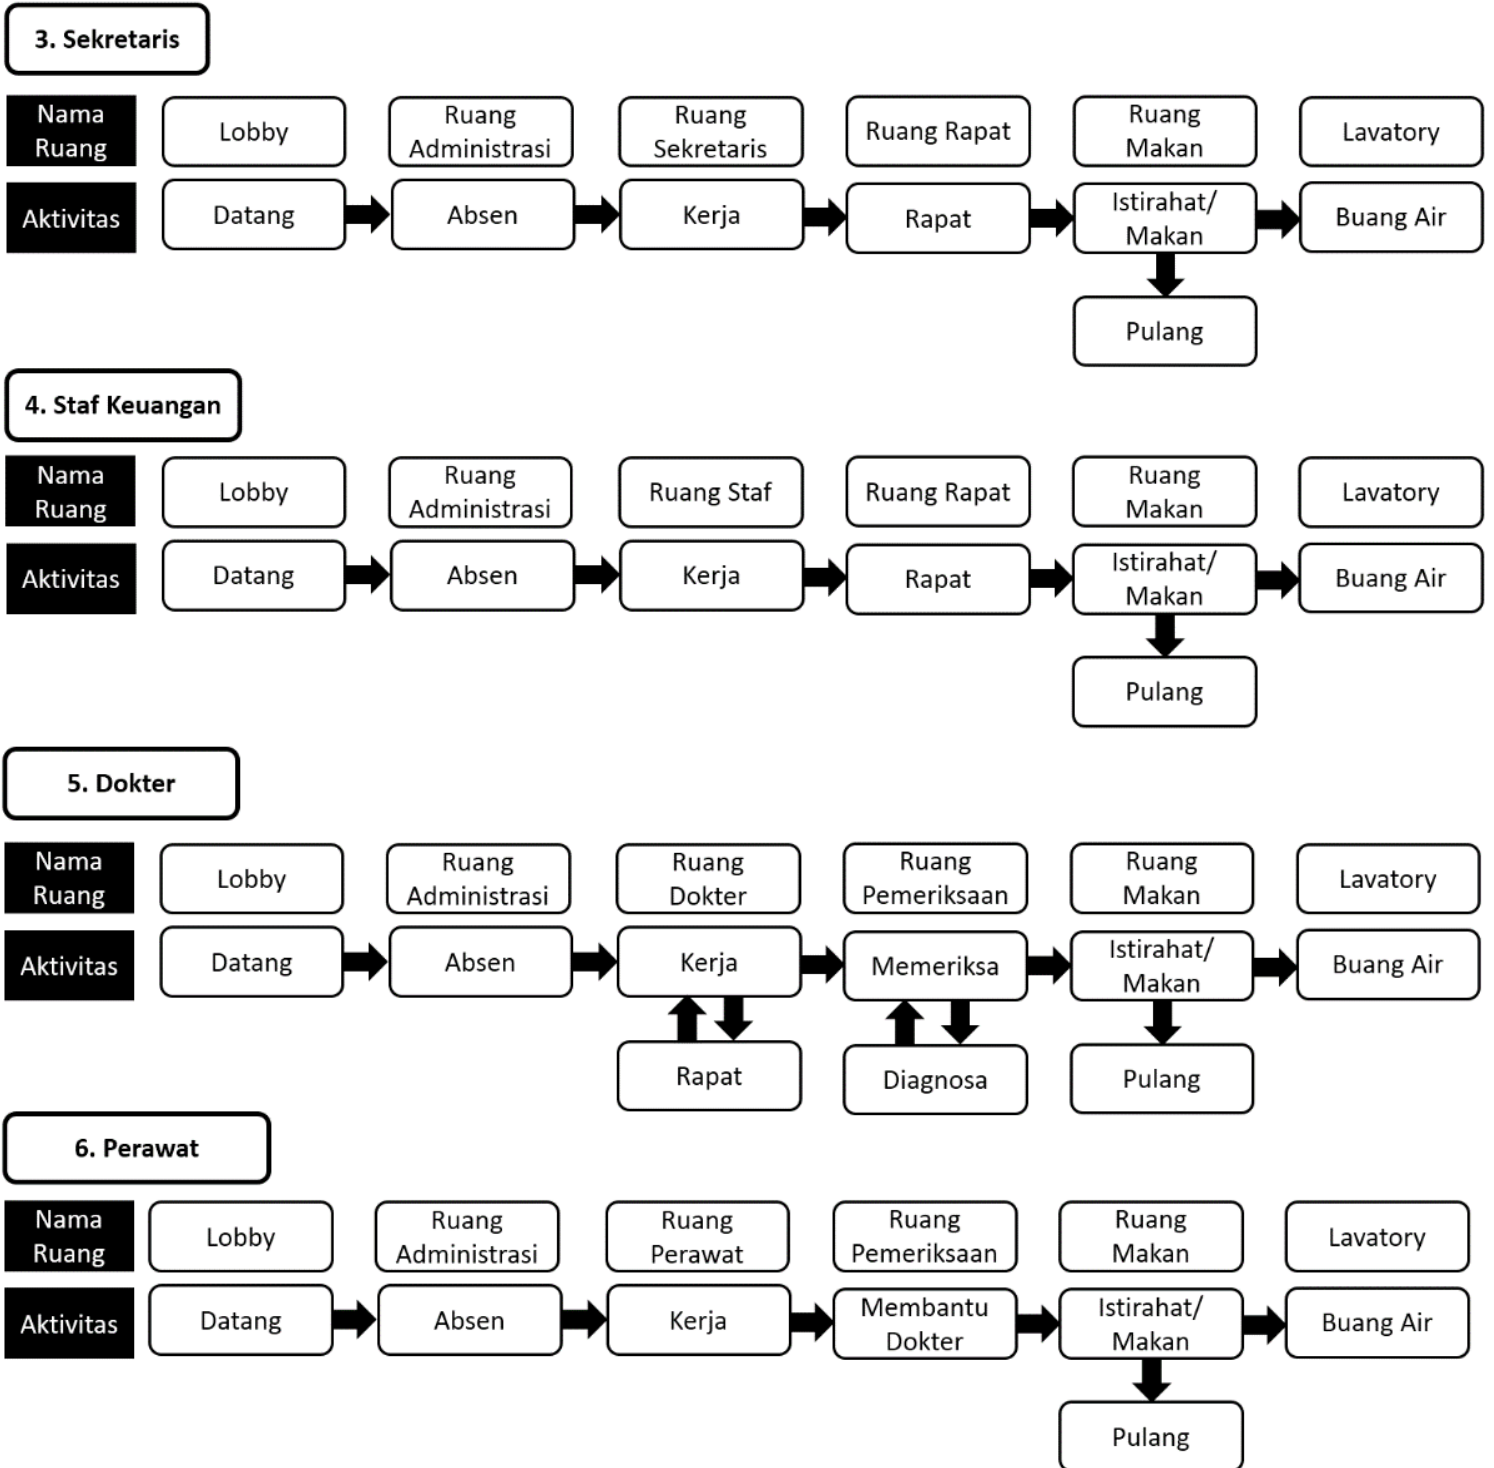 3. Sekretaris
Nama
Ruang
Lobby
Ruang
Administrasi
Ruang
Sekretaris
Ruang Rapat
Ruang
Makan
Lavatory
Aktivitas
Datang
Absen
Kerja
Rapat
Istirahat/
Makan
Buang Air
Pulang
4. Staf Keuangan
Nama
Ruang
Lobby
Ruang
Administrasi
Ruang Staf
Ruang Rapat
Ruang
Makan
Lavatory
Aktivitas
Datang
Absen
Kerja
Rapat
Istirahat/
Makan
Buang Air
Pulang
5. Dokter
Nama
Ruang
Lobby
Ruang
Administrasi
Ruang
Dokter
Ruang
Pemeriksaan
Ruang
Makan
Lavatory
Aktivitas
Datang
Absen
Kerja
Memeriksa
Istirahat/
Makan
Buang Air
Rapat
Diagnosa
Pulang
6. Perawat
Nama
Ruang
Lobby
Ruang
Administrasi
Ruang
Perawat
Ruang
Pemeriksaan
Ruang
Makan
Lavatory
Aktivitas
Datang
Absen
Kerja
Membantu
Dokter
Istirahat/
Makan
Buang Air
Pulang